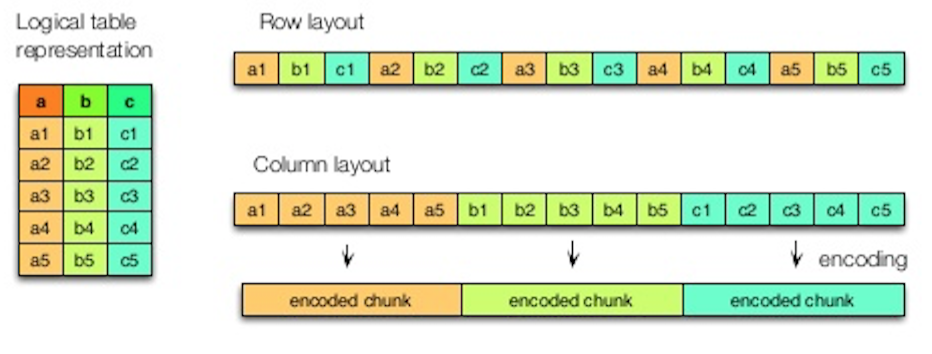 Logical table
representation
a b c
a1 b1 c1
a2 b2 c2
a3 b3 c3
a4 b4 c4
a5 b5 c5
Row layout
a1 b1 c1 a2 b2 c2 a3 b3 c3 a4 b4 c4 a5 b5 c5
Column layout
a1 a2 a3 a4 a5 b1 b2 b3 b4 b5 c1 c2 c3 c4 c5
encoding
encoded chunk encoded chunk encoded chunk